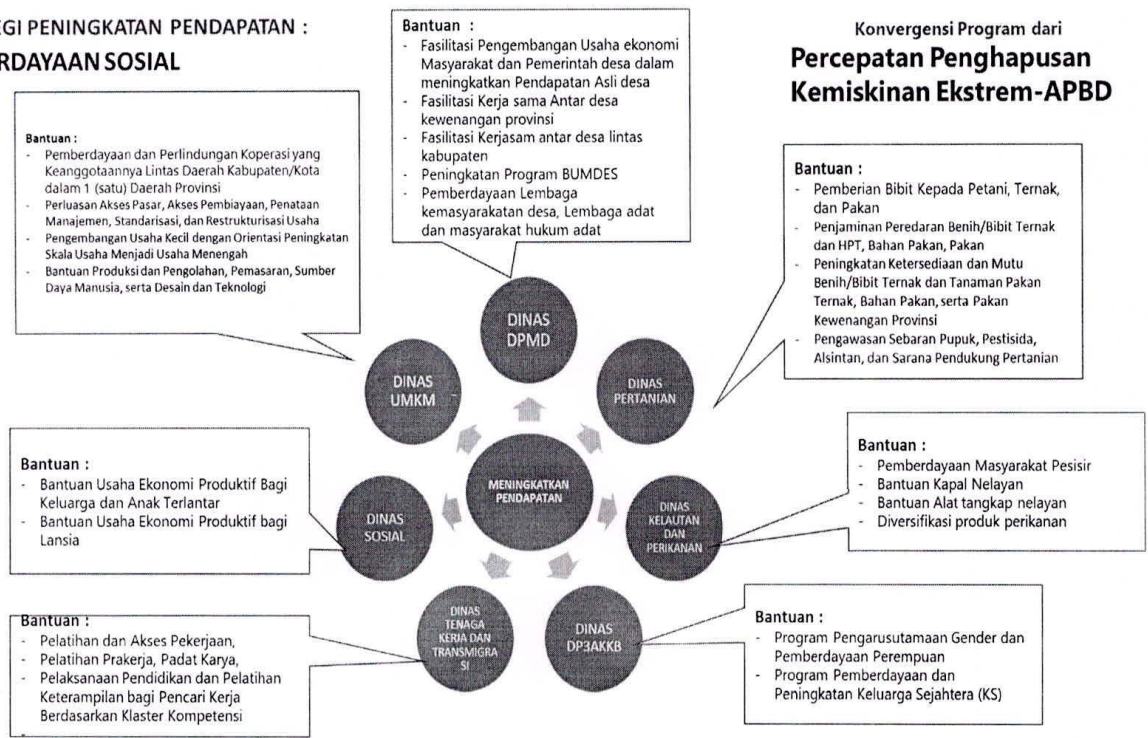 EGI PENINGKATAN PENDAPATAN :
RDAYAAN SOSIAL
Konvergensi Program dari
Percepatan Penghapusan
Kemiskinan Ekstrem-APBD
Bantuan :
- Pemberdayaan dan Perlindungan Koperasi yang
Keanggotaannya Lintas Daerah Kabupaten/Kota
dalam 1 (satu) Daerah Provinsi
- Perluasan Akses Pasar, Akses Pembiayaan, Penataan
Manajemen, Standarisasi, dan Restrukturisasi Usaha
- Pengembangan Usaha Kecil dengan Orientasi Peningkatan
Skala Usaha Menjadi Usaha Menengah
- Bantuan Produksi dan Pengolahan, Pemasaran, Sumber
Daya Manusia, serta Desain dan Teknologi
Bantuan :
- Fasilitasi Pengembangan Usaha ekonomi
Masyarakat dan Pemerintah desa dalam
meningkatkan Pendapatan Asli desa
- Fasilitasi Kerja sama Antar desa
kewenangan provinsi
- Fasilitasi Kerjasam antar desa lintas
kabupaten
- Peningkatan Program BUMDES
- Pemberdayaan Lembaga
kemasyarakatan desa, Lembaga adat
dan masyarakat hukum adat
Bantuan :
- Pemberian Bibit Kepada Petani, Ternak,
dan Pakan
- Penjaminan Peredaran Benih/Bibit Ternak
dan HPT, Bahan Pakan, Pakan
- Peningkatan Ketersediaan dan Mutu
Benih/Bibit Ternak dan Tanaman Pakan
Ternak, Bahan Pakan, serta Pakan
Kewenangan Provinsi
- Pengawasan Sebaran Pupuk, Pestisida,
Alsintan, dan Sarana Pendukung Pertanian
DINAS
DPMD
DINAS
UMKM
DINAS
PERTANIAN
MENINGKATKAN
PENDAPATAN
DINAS
SOSIAL
DINAS
KELAUTAN
DAN
PERIKANAN
DINAS
TENAGA
KERJA DAN
TRANSMIGRA
SI
DINAS
DP3AKKB
Bantuan :
- Bantuan Usaha Ekonomi Produktif Bagi
Keluarga dan Anak Terlantar
- Bantuan Usaha Ekonomi Produktif bagi
Lansia
Bantuan :
- Pemberdayaan Masyarakat Pesisir
- Bantuan Kapal Nelayan
- Bantuan Alat tangkap nelayan
- Diversifikasi produk perikanan
Bantuan :
- Pelatihan dan Akses Pekerjaan,
- Pelatihan Prakerja, Padat Karya,
- Pelaksanaan Pendidikan dan Pelatihan
Keterampilan bagi Pencari Kerja
Berdasarkan Klaster Kompetensi
Bantuan :
- Program Pengarusutamaan Gender dan
Pemberdayaan Perempuan
- Program Pemberdayaan dan
Peningkatan Keluarga Sejahtera (KS)